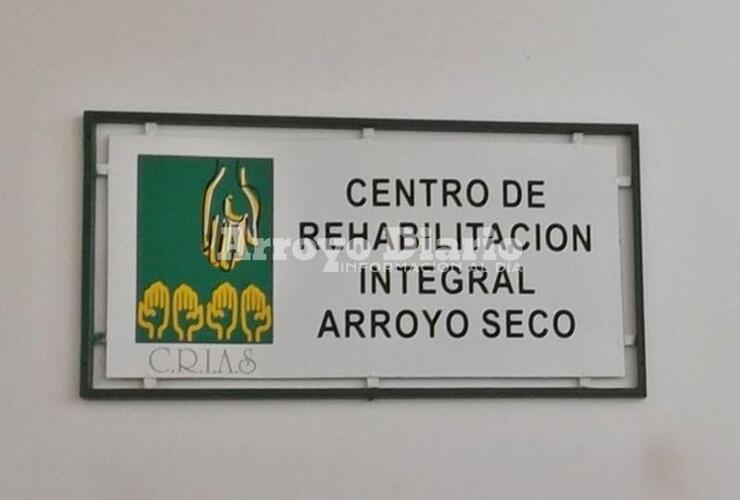 CENTRO DE
REHABILITACION
INTEGRAL
ARROYO SECO
C.R.I.A.S
Arroyo Diario
INFORMACION AL DIA